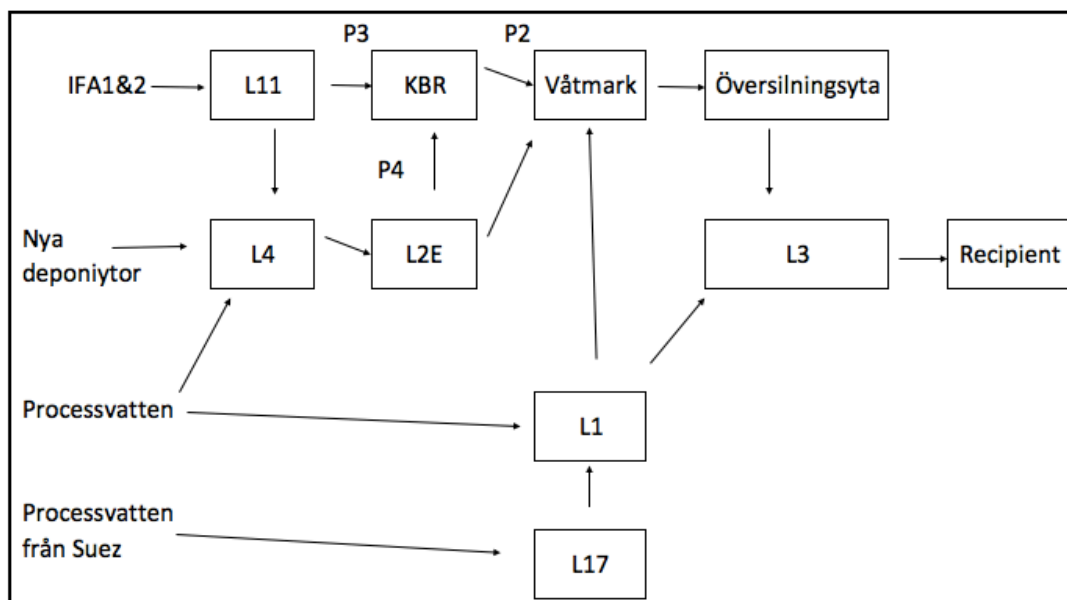 P3
P2
IFA1&2
L11
KBR
Våtmark
Översilningsyta
P4
Nya
deponiytor
L4
L2E
L3
Recipient
Processvatten
L1
Processvatten
från Suez
L17